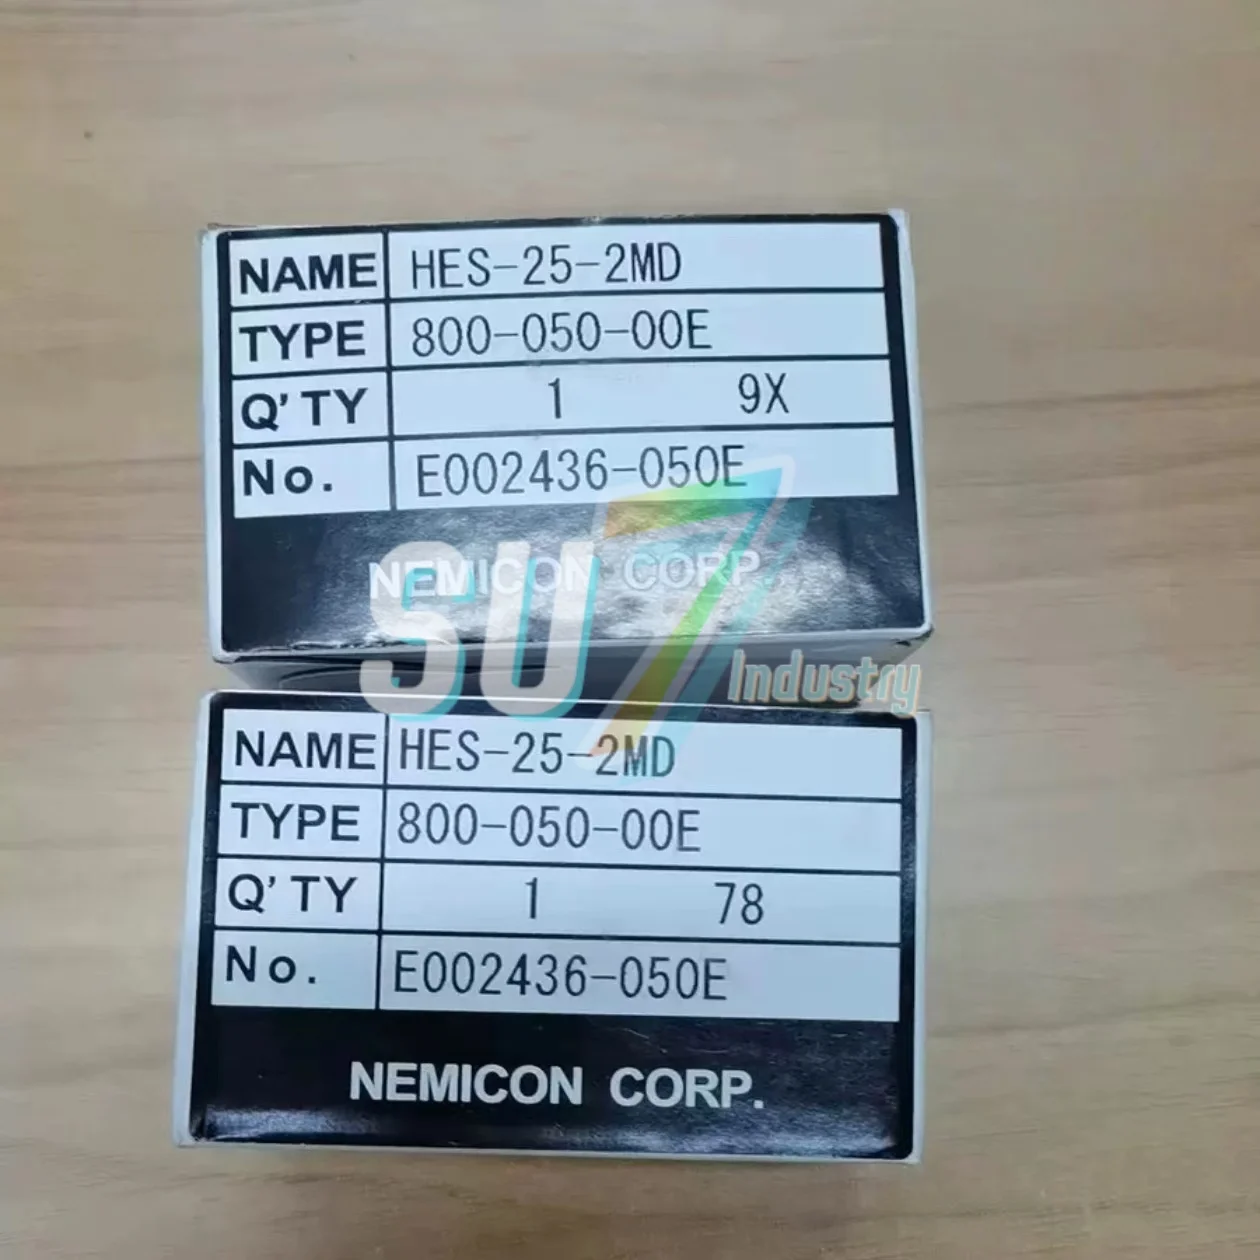 NAME HES-25-2MD
TYPE 800-050-00E
Q'TY 1 9X
No. E002436-050E
NEMICON CORP.
SU7
Industry
NAME HES-25-2MD
TYPE 800-050-00E
Q'TY 1 78
No. E002436-050E
NEMICON CORP.